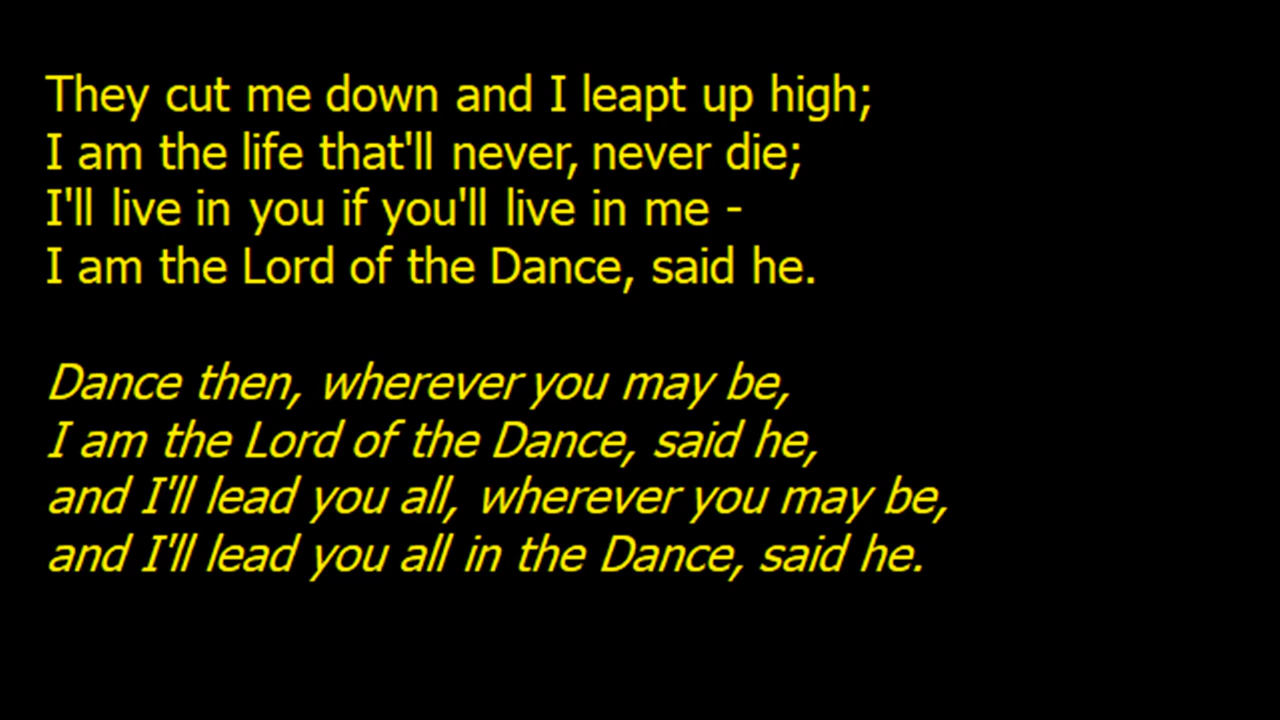 They cut me down and I leapt up high;
I am the life that'll never, never die;
I'll live in you if you'll live in me -
I am the Lord of the Dance, said he.
Dance then, wherever you may be,
I am the Lord of the Dance, said he,
and I'll lead you all, wherever you may be,
and I'll lead you all in the Dance, said he.